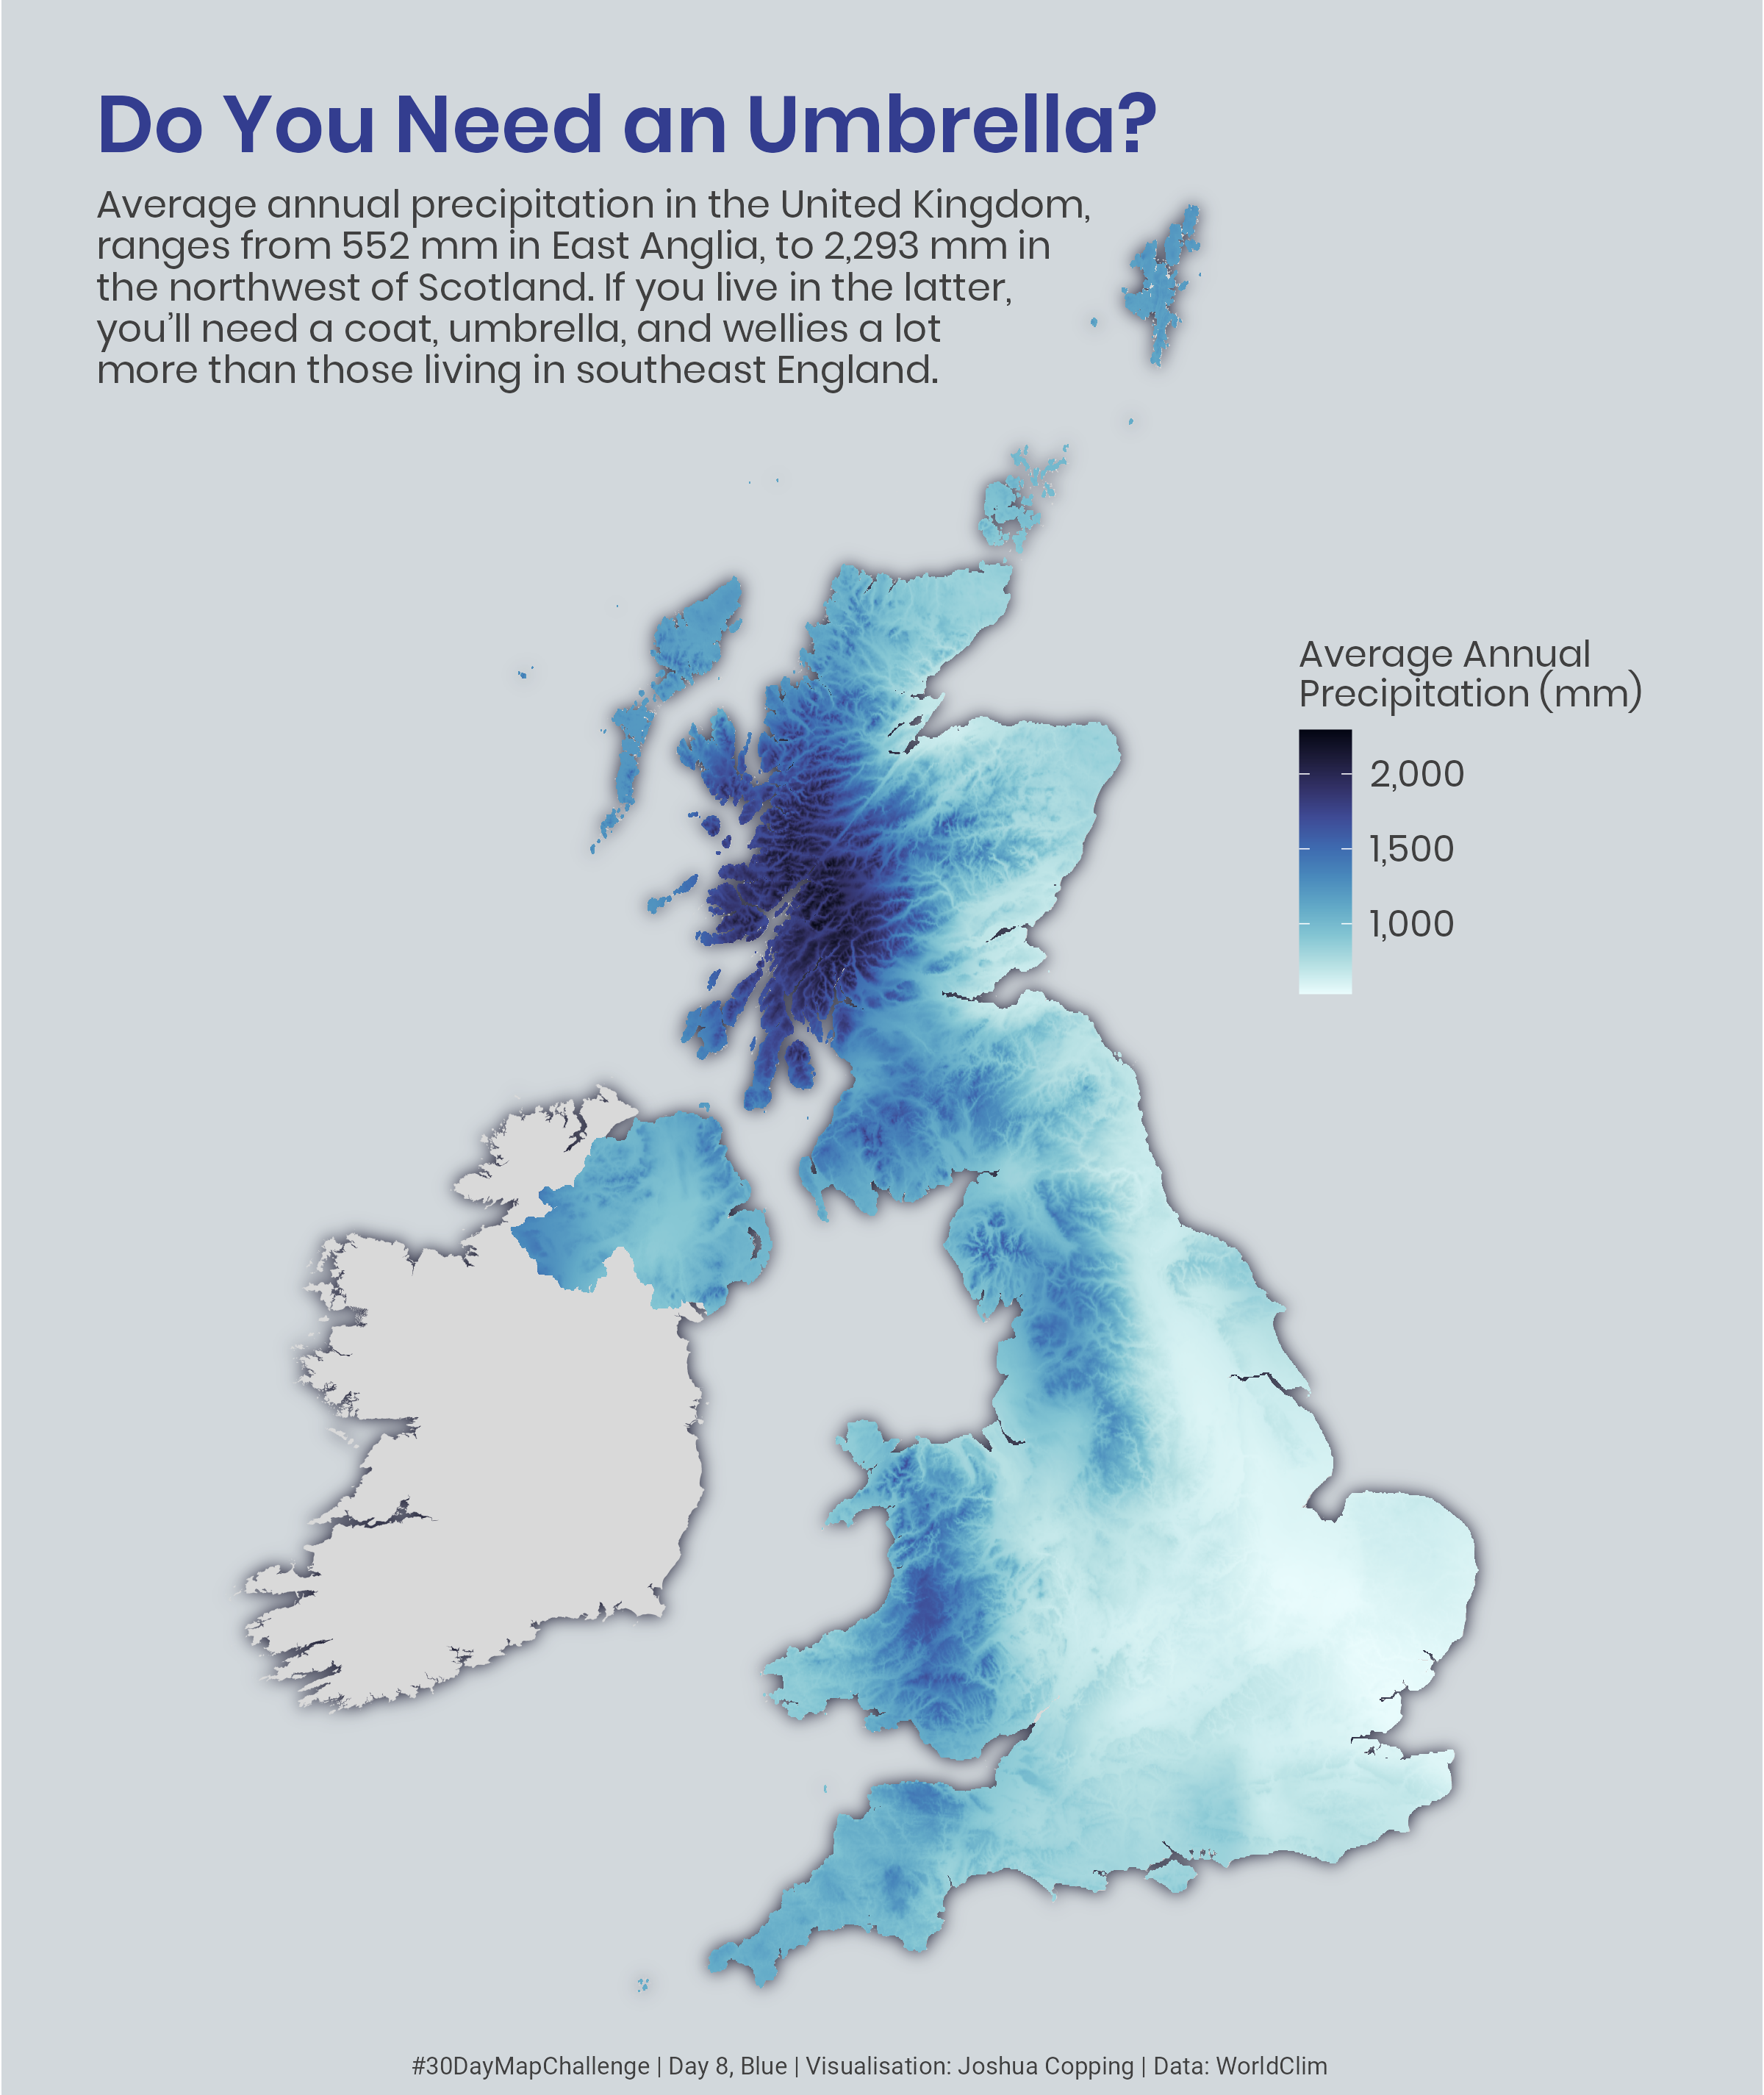 Do You Need an Umbrella?
Average annual precipitation in the United Kingdom,
ranges from 552 mm in East Anglia, to 2,293 mm in
the northwest of Scotland. If you live in the latter,
you’ll need a coat, umbrella, and wellies a lot
more than those living in southeast England.
Average Annual
Precipitation (mm)
2,000
1,500
1,000
#30DayMapChallenge | Day 8, Blue | Visualisation: Joshua Copping | Data: WorldClim